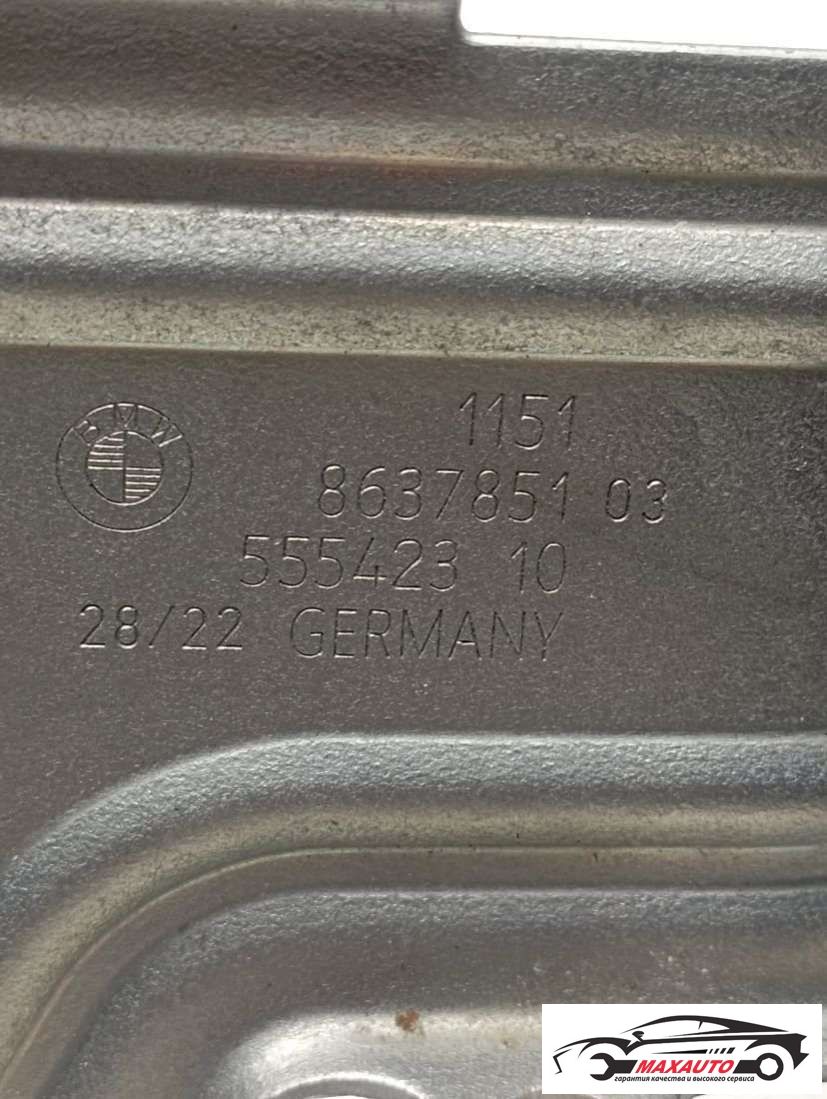 BMW
1151
8637851 03
555423 10
28/22 GERMANY
MAXAUTO
гарантия качества и высокого сервиса